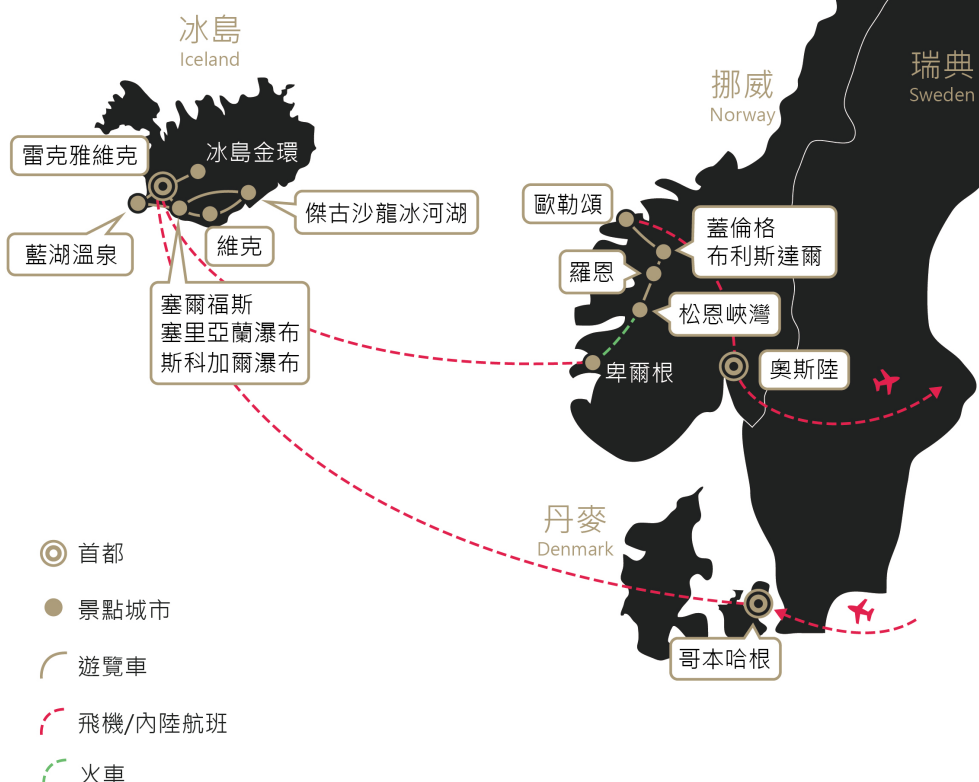 冰島
Iceland
挪威
Norway
瑞典
Sweden
雷克雅維克
冰島金環
傑古沙龍冰河湖
藍湖溫泉
維克
塞爾福斯
塞里亞蘭瀑布
斯科加爾瀑布
歐勒頌
蓋倫格
布利斯達爾
羅恩
松恩峽灣
卑爾根
奧斯陸
丹麥
Denmark
哥本哈根
首都
景點城市
遊覽車
飛機/內陸航班
火車